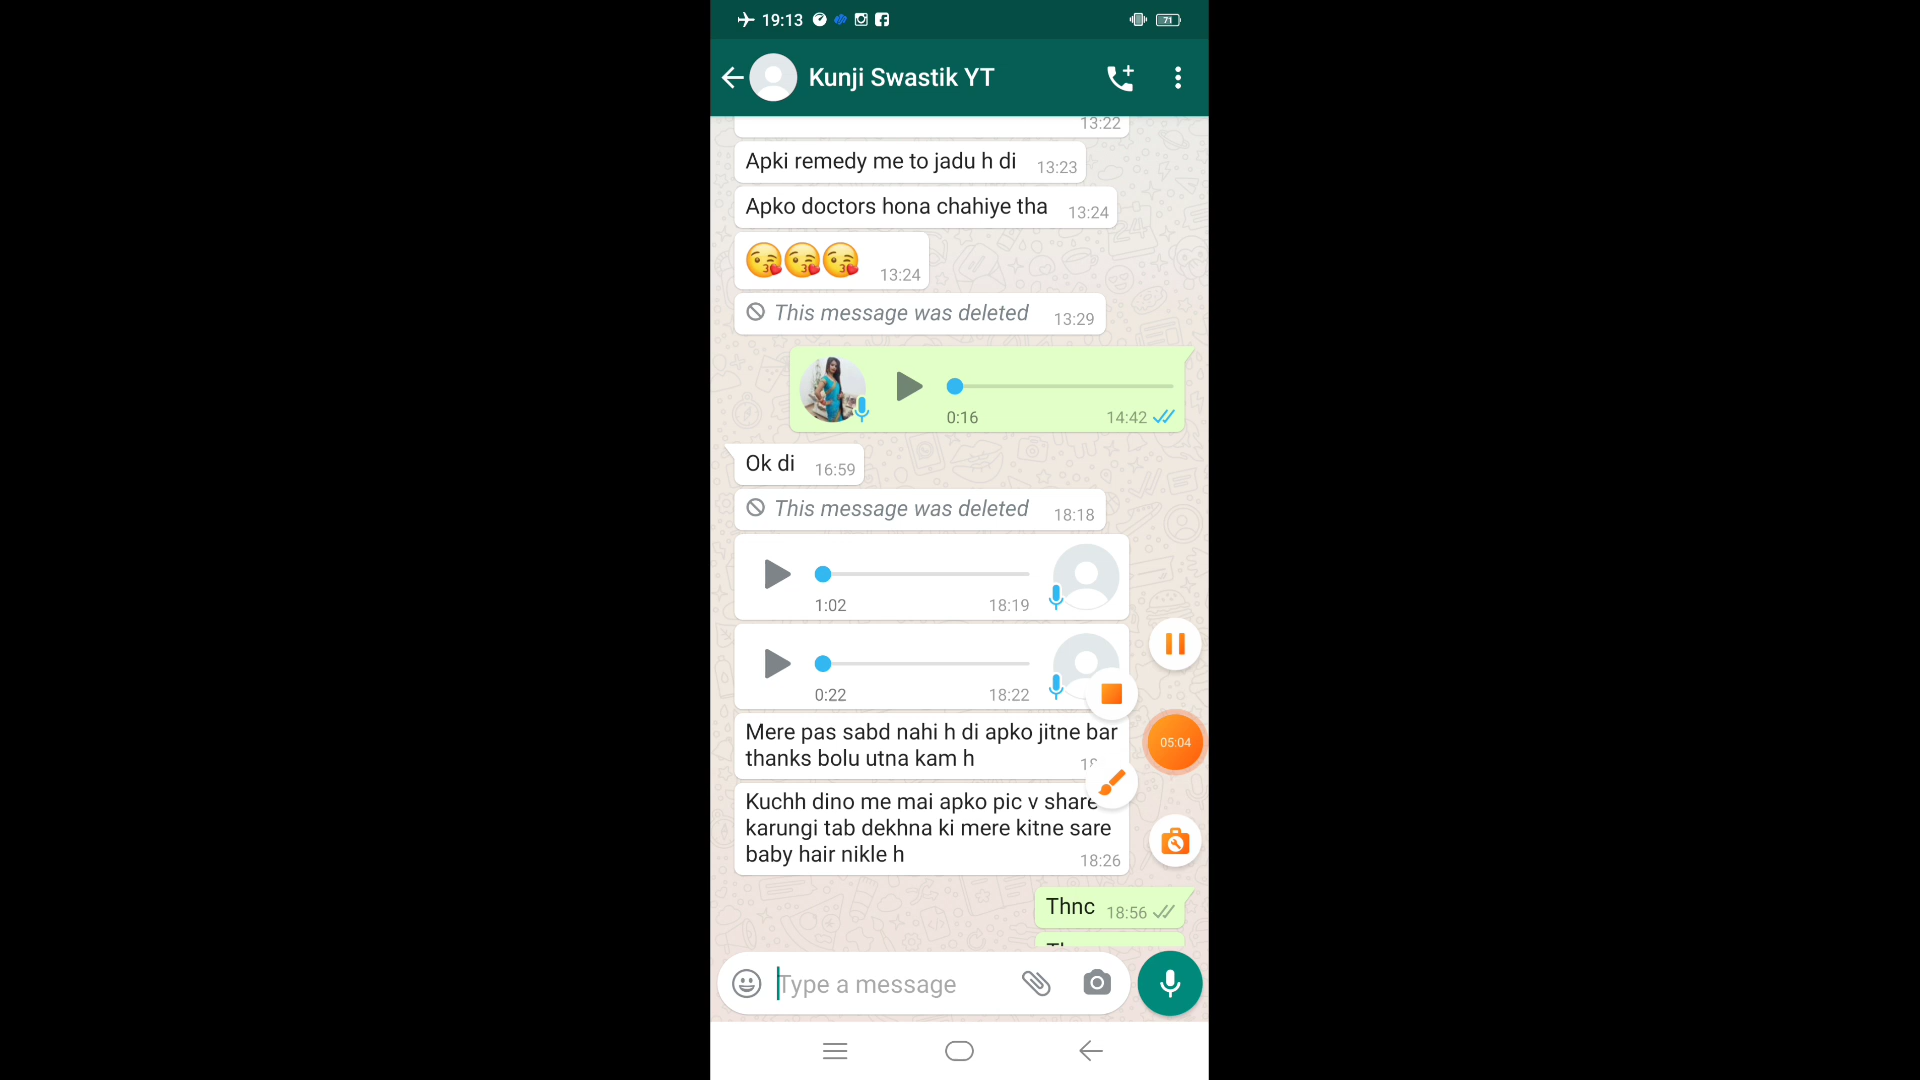 19:13
71
Kunji Swastik YT
13:22
Apki remedy me to jadu h di 13:23
Apko doctors hona chahiye tha 13:24
😘😘😘 13:24
This message was deleted 13:29
0:16 14:42
Ok di 16:59
This message was deleted 18:18
1:02 18:19
0:22 18:22
Mere pas sabd nahi h di apko jitne bar
thanks bolu utna kam h
05:04
Kuchh dino me mai apko pic v share
karungi tab dekhna ki mere kitne sare
baby hair nikle h 18:26
Thnc 18:56
Type a message